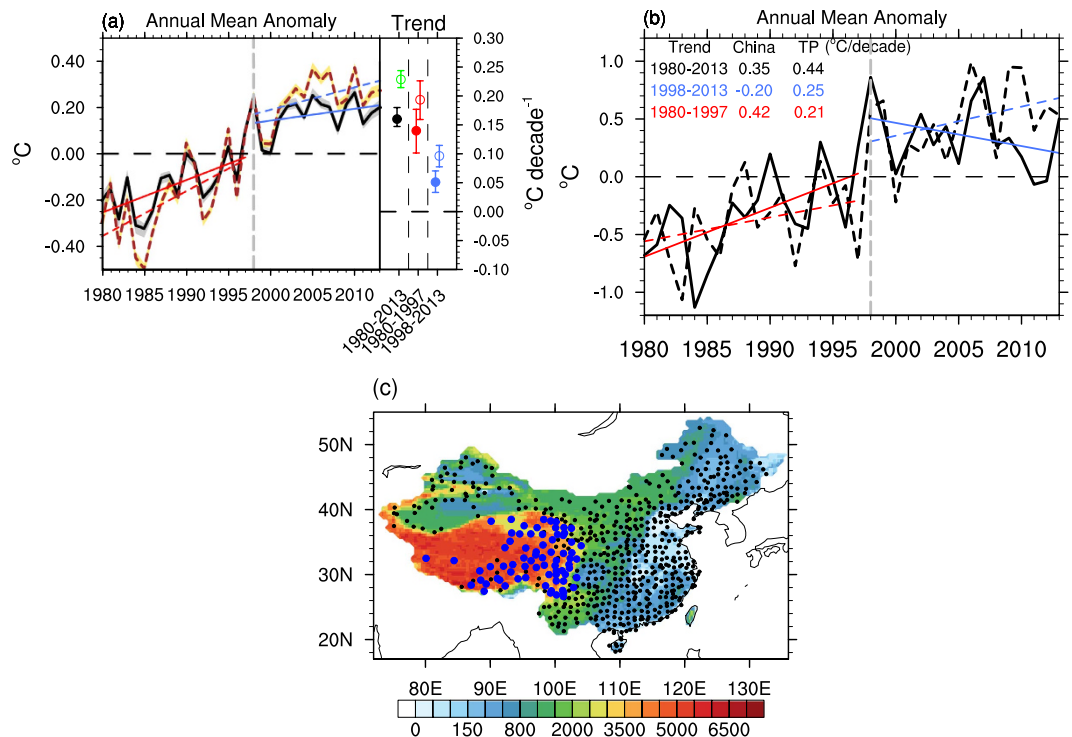 (a) Annual Mean Anomaly Trend
0.40
0.20
0.00
-0.20
-0.40
°C
1980 1985 1990 1995 2000 2005 2010
0.30
0.25
0.20
0.15
0.10
0.05
0.00
-0.05
-0.10
°C decade⁻¹
1980-2013
1980-1997
1998-2013
(b) Annual Mean Anomaly
Trend China TP (°C/decade)
1980-2013 0.35 0.44
1998-2013 -0.20 0.25
1980-1997 0.42 0.21
1.0
0.5
0.0
-0.5
-1.0
°C
1980 1985 1990 1995 2000 2005 2010
(c)
50N
40N
30N
20N
80E 90E 100E 110E 120E 130E
0 150 800 2000 3500 5000 6500